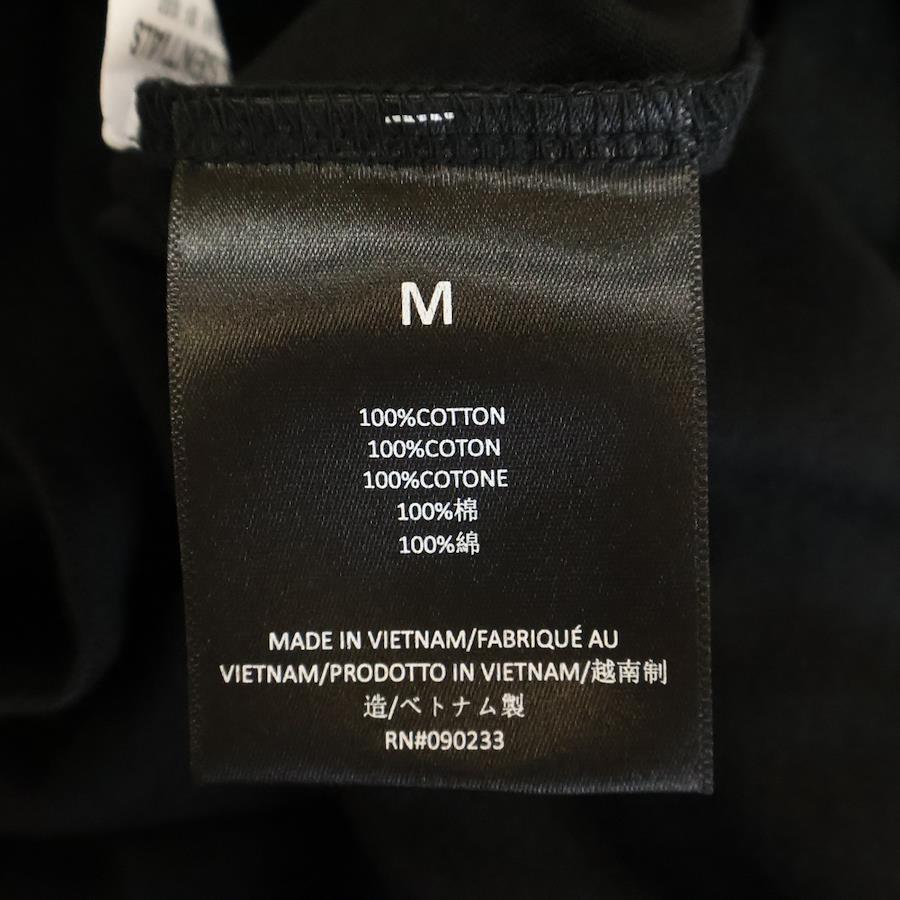 M
100%COTTON
100%COTON
100%COTONE
100%棉
100%綿
MADE IN VIETNAM/FABRIQUÉ AU
VIETNAM/PRODOTTO IN VIETNAM/越南制
造/ベトナム製
RN#090233